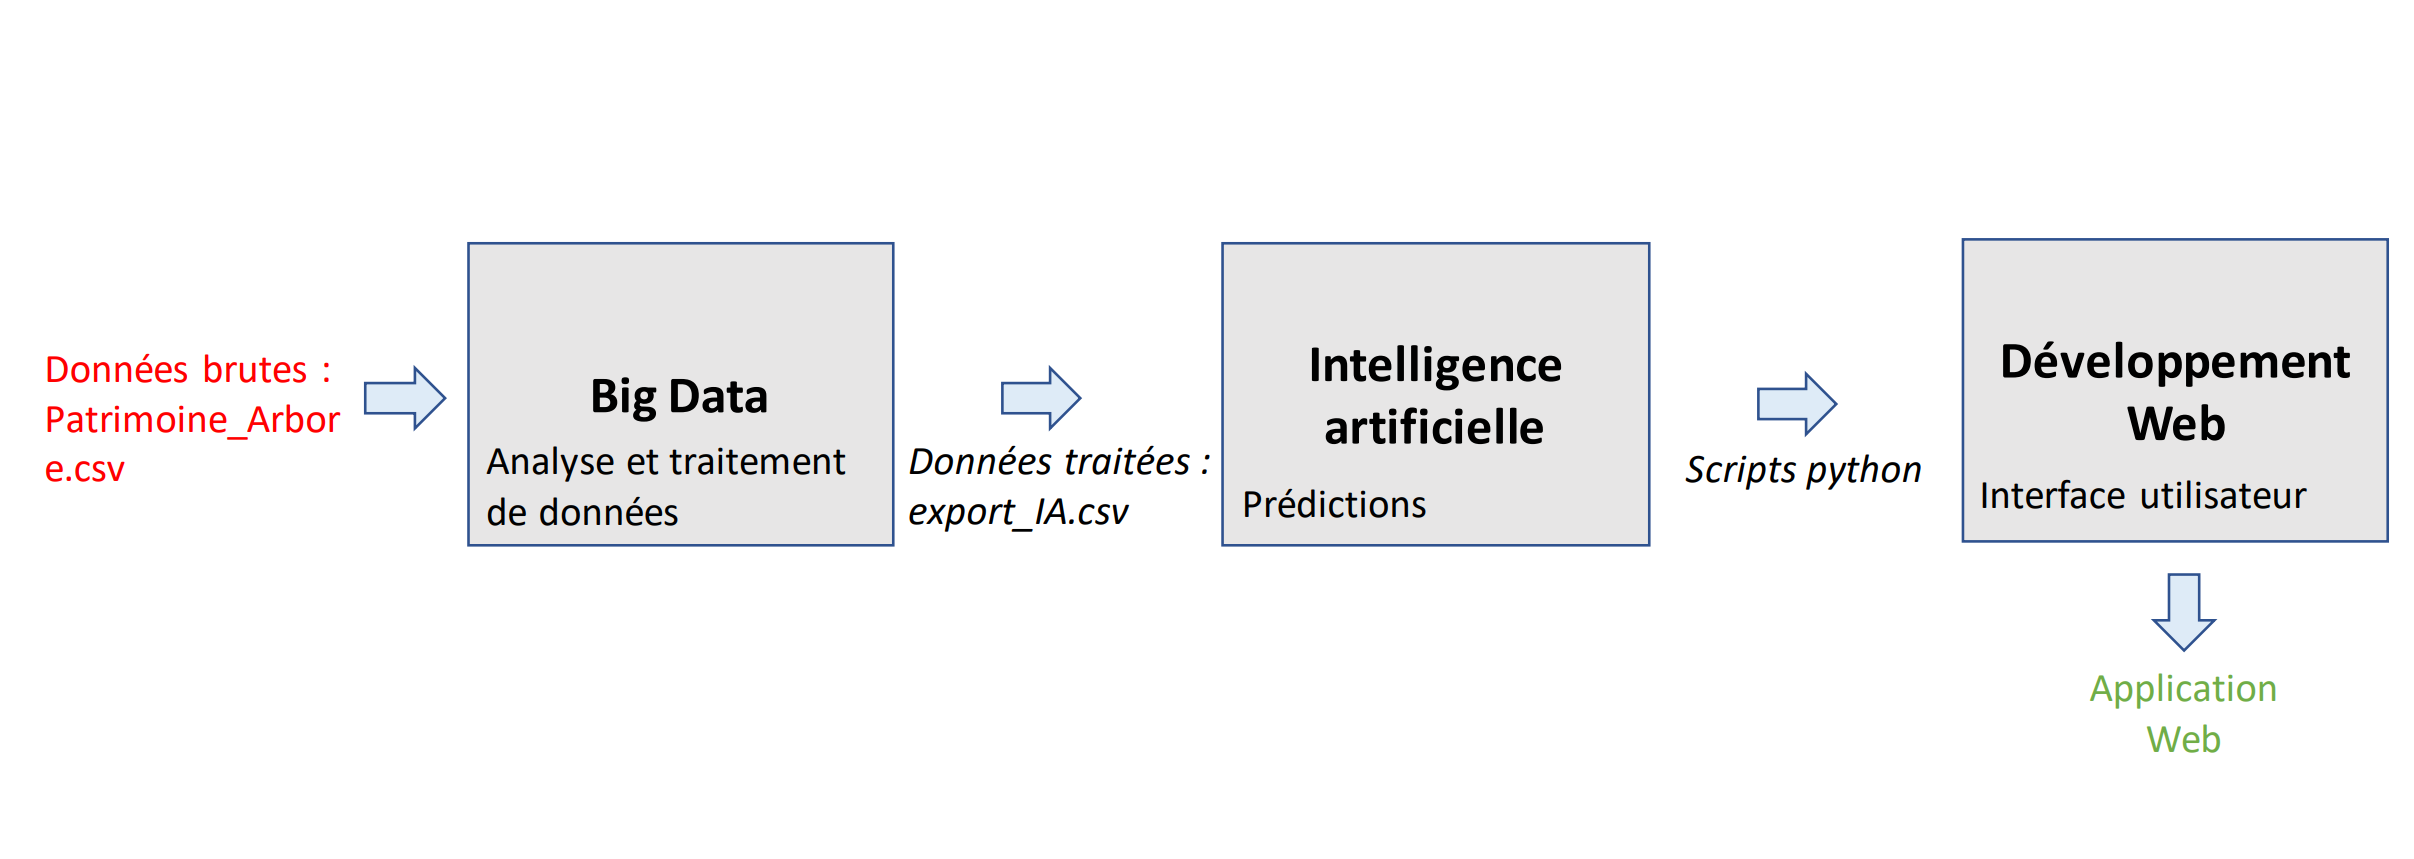 Données brutes :
Patrimoine_Arbor
e.csv
Big Data
Analyse et traitement
de données
Données traitées :
export_IA.csv
Intelligence
artificielle
Prédictions
Scripts python
Développement
Web
Interface utilisateur
Application
Web